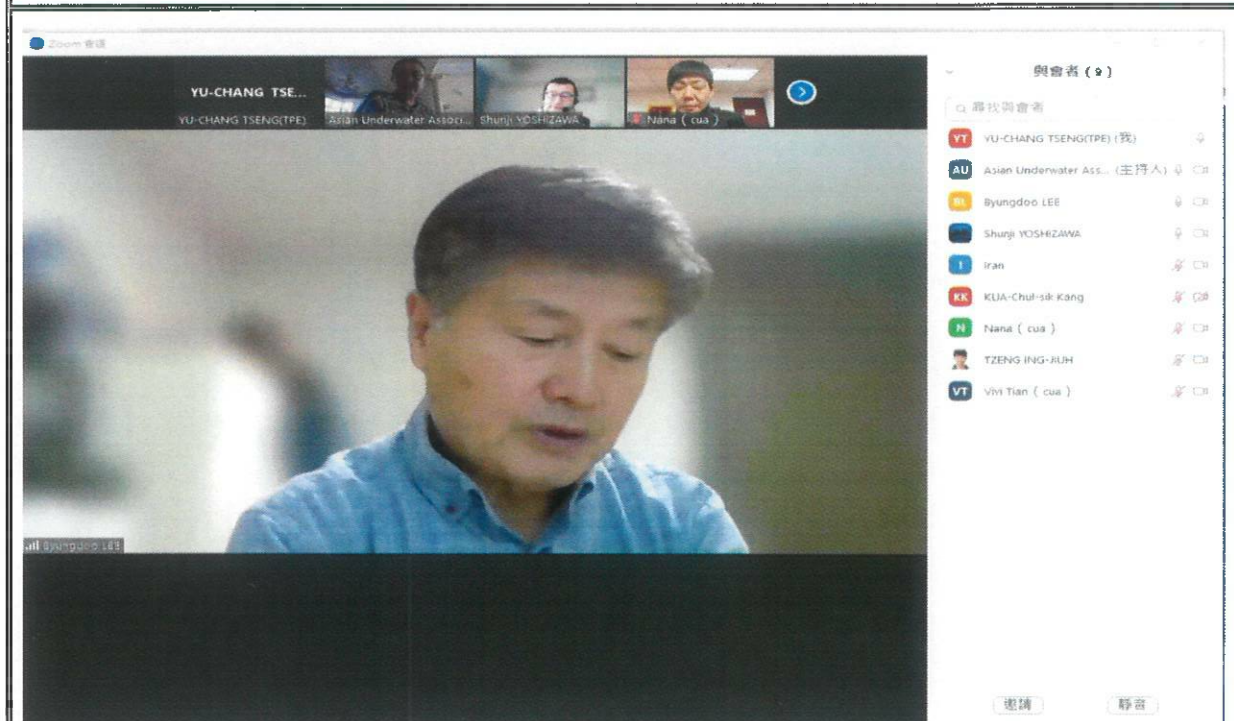 Zoom 會議
YU-CHANG TSE...
YU-CHANG TSENG(TPE)
Asian Underwater Associ...
Shunji YOSHIZAWA
Nana ( cua )
Byungdoo LEE
與會者 ( 9 )
尋找與會者
YT YU-CHANG TSENG(TPE) (我)
AU Asian Underwater Ass... (主持人)
BL Byungdoo LEE
Shunji YOSHIZAWA
I Iran
KK KUA-Chul-sik Kang
N Nana ( cua )
TZENG ING-JIUH
VT Vivi Tian ( cua )
邀請
靜音